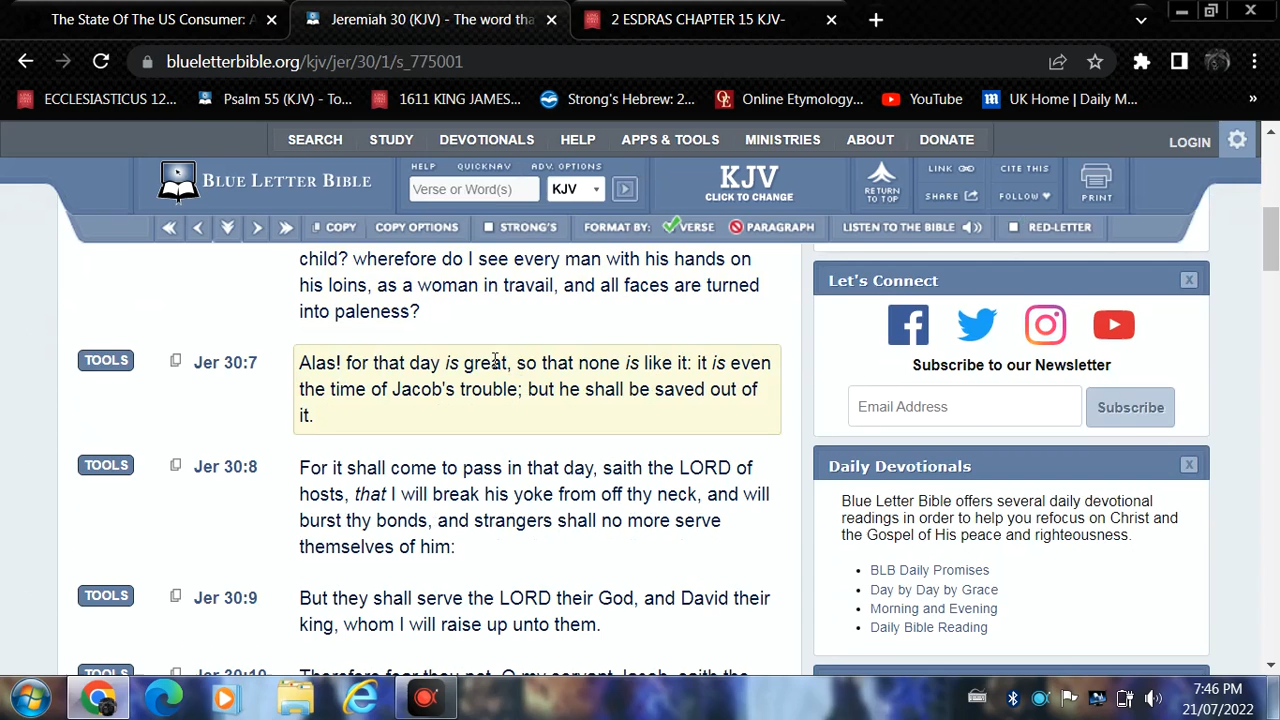 The State Of The US Consumer: A
Jeremiah 30 (KJV) - The word tha
2 ESDRAS CHAPTER 15 KJV-
blueletterbible.org/kjv/jer/30/1/s_775001
ECCLESIASTICUS 12...
Psalm 55 (KJV) - To...
1611 KING JAMES...
Strong's Hebrew: 2...
Online Etymology...
YouTube
UK Home | Daily M...
SEARCH STUDY DEVOTIONALS HELP APPS & TOOLS MINISTRIES ABOUT DONATE
LOGIN
BLUE LETTER BIBLE
HELP QUICKNAV ADV. OPTIONS
Verse or Word(s)
KJV
KJV
CLICK TO CHANGE
RETURN
TO TOP
LINK
CITE THIS
SHARE
FOLLOW
PRINT
COPY COPY OPTIONS STRONG'S FORMAT BY: VERSE PARAGRAPH LISTEN TO THE BIBLE RED-LETTER
child? wherefore do I see every man with his hands on
his loins, as a woman in travail, and all faces are turned
into paleness?
TOOLS
Jer 30:7
Alas! for that day is great, so that none is like it: it is even
the time of Jacob's trouble; but he shall be saved out of
it.
TOOLS
Jer 30:8
For it shall come to pass in that day, saith the LORD of
hosts, that I will break his yoke from off thy neck, and will
burst thy bonds, and strangers shall no more serve
themselves of him:
TOOLS
Jer 30:9
But they shall serve the LORD their God, and David their
king, whom I will raise up unto them.
TOOLS
Jer 30:10
Therefore fear thou not, O my servant Jacob, saith the
Let's Connect
Subscribe to our Newsletter
Email Address
Subscribe
Daily Devotionals
Blue Letter Bible offers several daily devotional
readings in order to help you refocus on Christ and
the Gospel of His peace and righteousness.
BLB Daily Promises
Day by Day by Grace
Morning and Evening
Daily Bible Reading
7:46 PM
21/07/2022